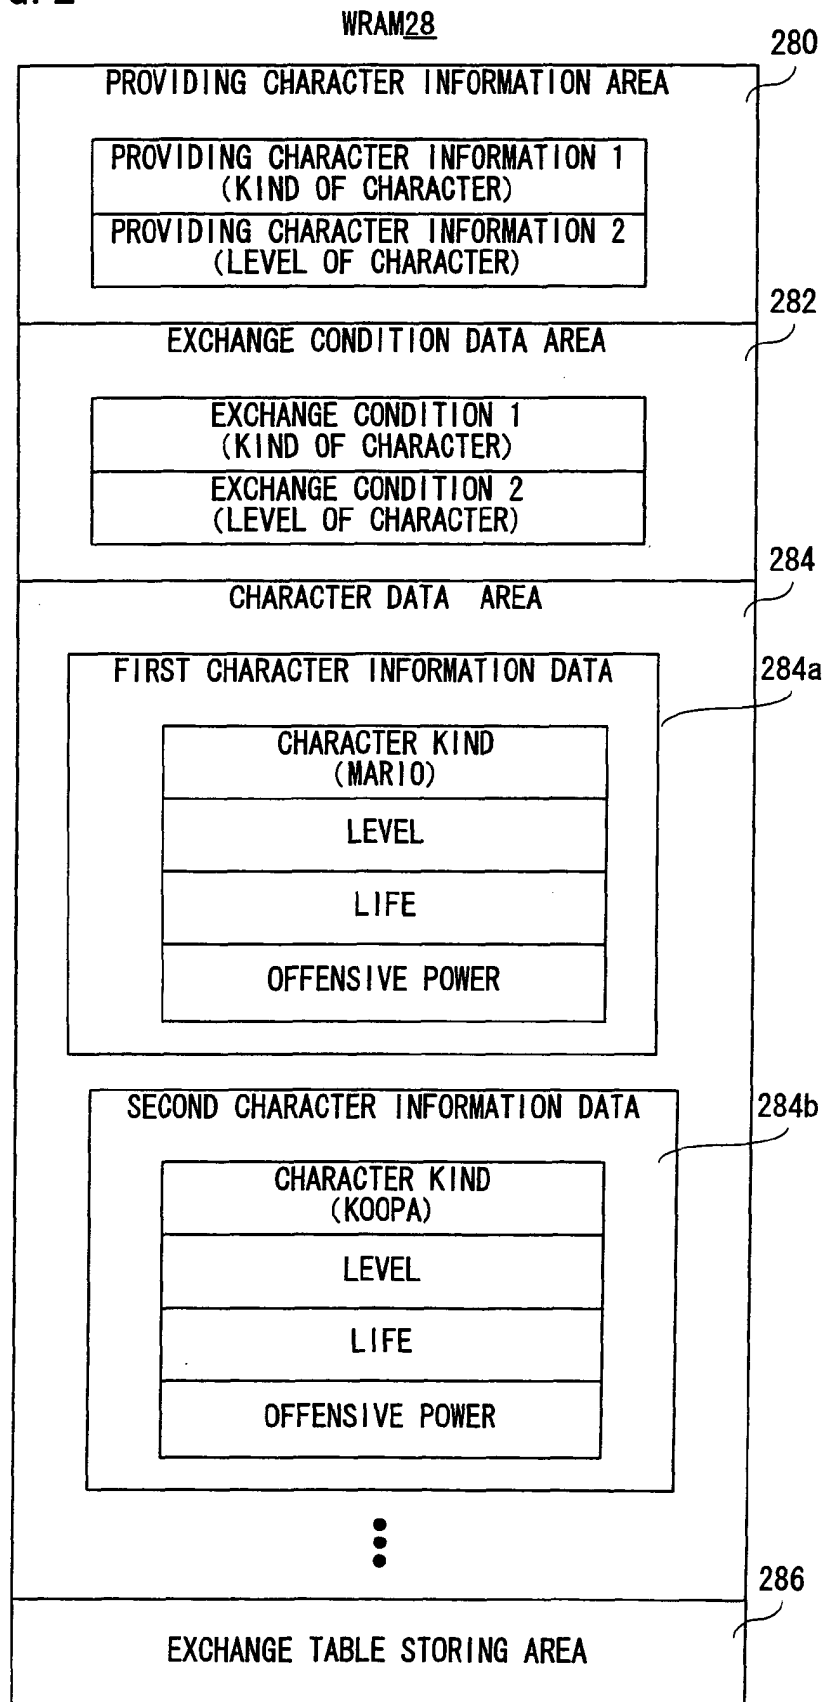 WRAM28
280
PROVIDING CHARACTER INFORMATION AREA
PROVIDING CHARACTER INFORMATION 1
(KIND OF CHARACTER)
PROVIDING CHARACTER INFORMATION 2
(LEVEL OF CHARACTER)
282
EXCHANGE CONDITION DATA AREA
EXCHANGE CONDITION 1
(KIND OF CHARACTER)
EXCHANGE CONDITION 2
(LEVEL OF CHARACTER)
284
CHARACTER DATA AREA
FIRST CHARACTER INFORMATION DATA
284a
CHARACTER KIND
(MARIO)
LEVEL
LIFE
OFFENSIVE POWER
SECOND CHARACTER INFORMATION DATA
284b
CHARACTER KIND
(KOOPA)
LEVEL
LIFE
OFFENSIVE POWER
286
EXCHANGE TABLE STORING AREA